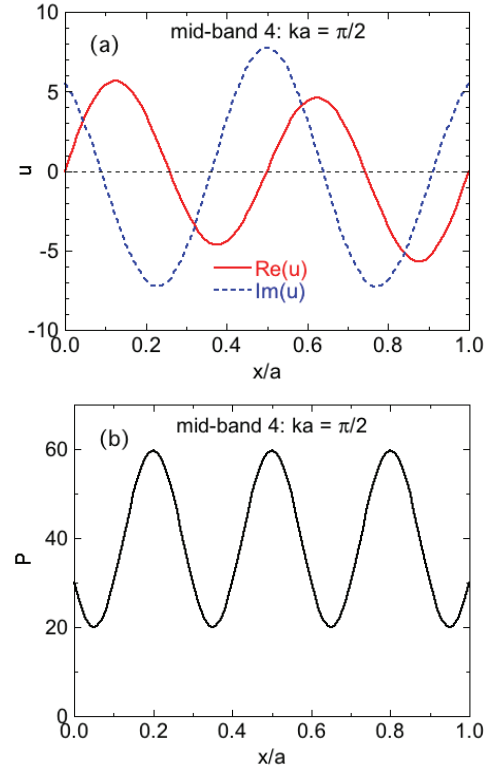 mid-band 4: ka = π/2
(a)
10
5
0
-5
-10
u
Re(u)
Im(u)
0.0 0.2 0.4 0.6 0.8 1.0
x/a
mid-band 4: ka = π/2
(b)
60
40
20
0
P
0.0 0.2 0.4 0.6 0.8 1.0
x/a